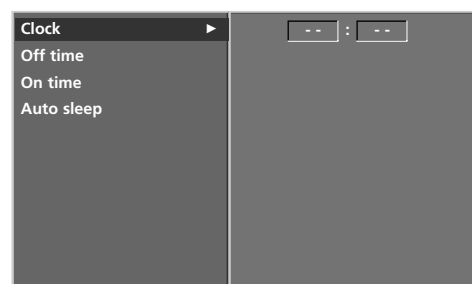 Clock ► - - : - -
Off time
On time
Auto sleep